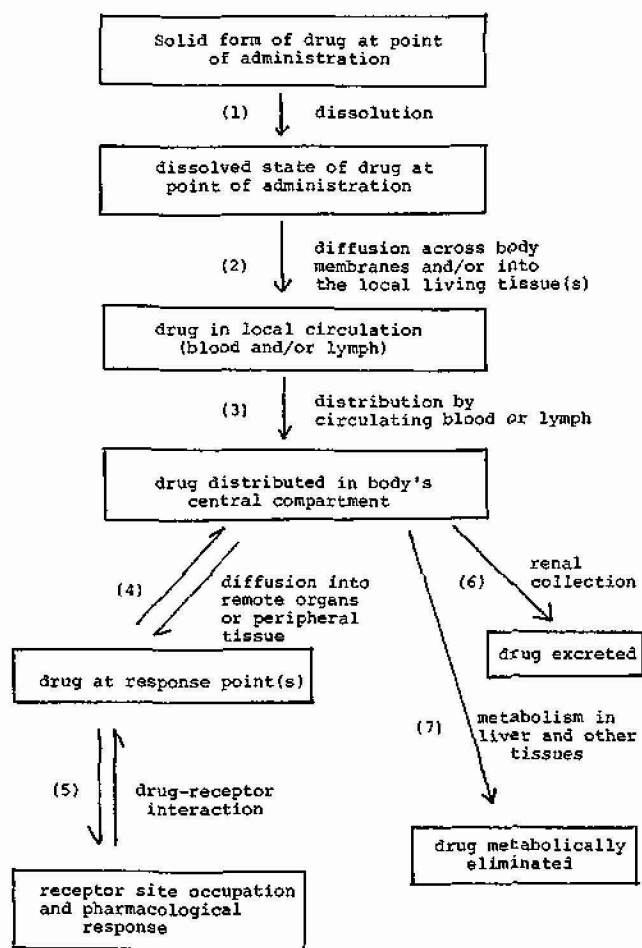 Solid form of drug at point
of administration
(1) dissolution
dissolved state of drug at
point of administration
(2) diffusion across body
membranes and/or into
the local living tissue(s)
drug in local circulation
(blood and/or lymph)
(3) distribution by
circulating blood or lymph
drug distributed in body's
central compartment
(4) diffusion into
remote organs
or peripheral
tissue
(6) renal
collection
drug excreted
drug at response point(s)
(7) metabolism in
liver and other
tissues
(5) drug-receptor
interaction
drug metabolically
eliminated
receptor site occupation
and pharmacological
response